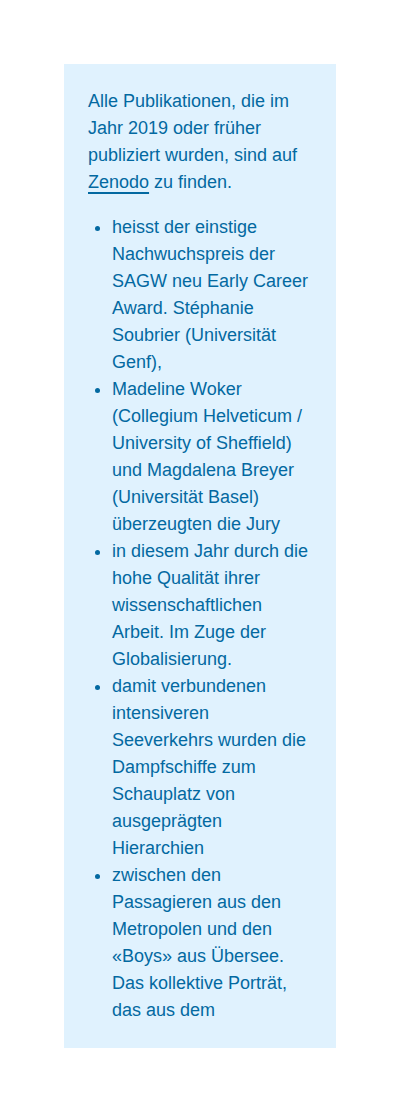 Alle Publikationen, die im
Jahr 2019 oder früher
publiziert wurden, sind auf
Zenodo zu finden.
heisst der einstige
Nachwuchspreis der
SAGW neu Early Career
Award. Stéphanie
Soubrier (Universität
Genf),
Madeline Woker
(Collegium Helveticum /
University of Sheffield)
und Magdalena Breyer
(Universität Basel)
überzeugten die Jury
in diesem Jahr durch die
hohe Qualität ihrer
wissenschaftlichen
Arbeit. Im Zuge der
Globalisierung.
damit verbundenen
intensiveren
Seeverkehrs wurden die
Dampfschiffe zum
Schauplatz von
ausgeprägten
Hierarchien
zwischen den
Passagieren aus den
Metropolen und den
«Boys» aus Übersee.
Das kollektive Porträt,
das aus dem